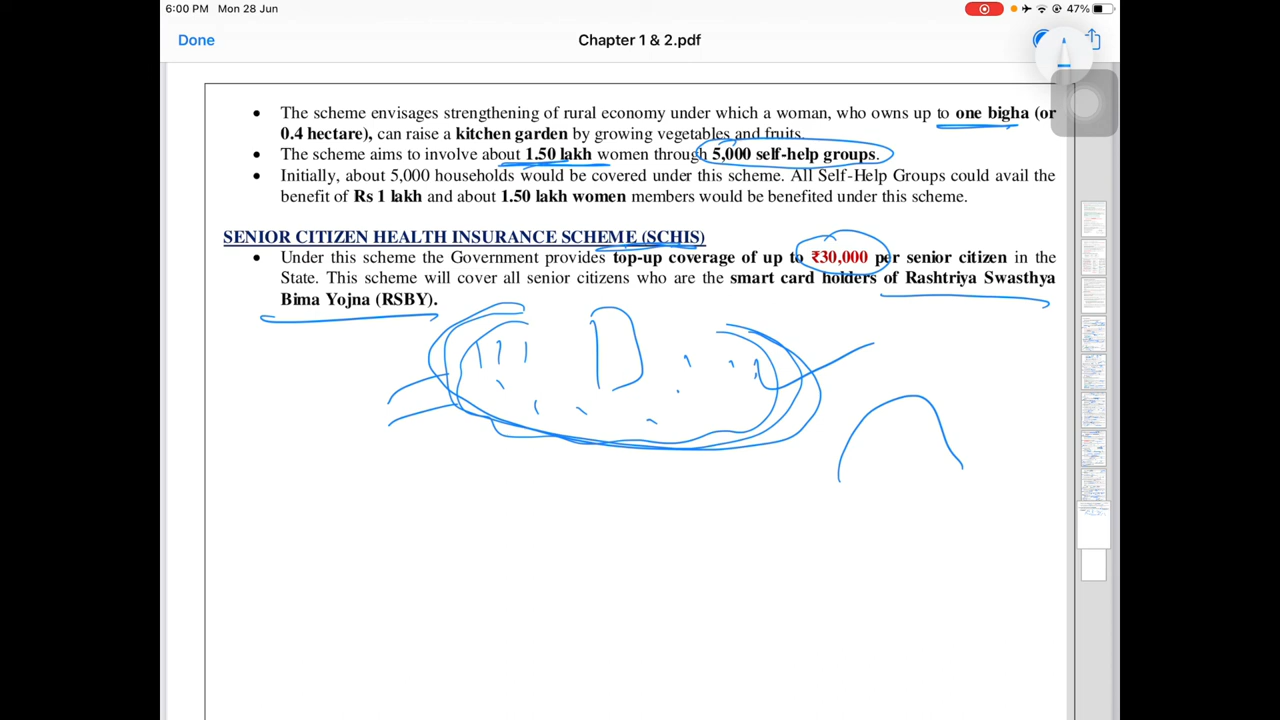 6:00 PM Mon 28 Jun
47%
Done
Chapter 1 & 2.pdf
• The scheme envisages strengthening of rural economy under which a woman, who owns up to one bigha (or
0.4 hectare), can raise a kitchen garden by growing vegetables and fruits.
• The scheme aims to involve about 1.50 lakh women through 5,000 self-help groups.
• Initially, about 5,000 households would be covered under this scheme. All Self-Help Groups could avail the
benefit of Rs 1 lakh and about 1.50 lakh women members would be benefited under this scheme.
SENIOR CITIZEN HEALTH INSURANCE SCHEME (SCHIS)
• Under this scheme the Government provides top-up coverage of up to ₹30,000 per senior citizen in the
State. This scheme will cover all senior citizens who are the smart card holders of Rashtriya Swasthya
Bima Yojna (RSBY).